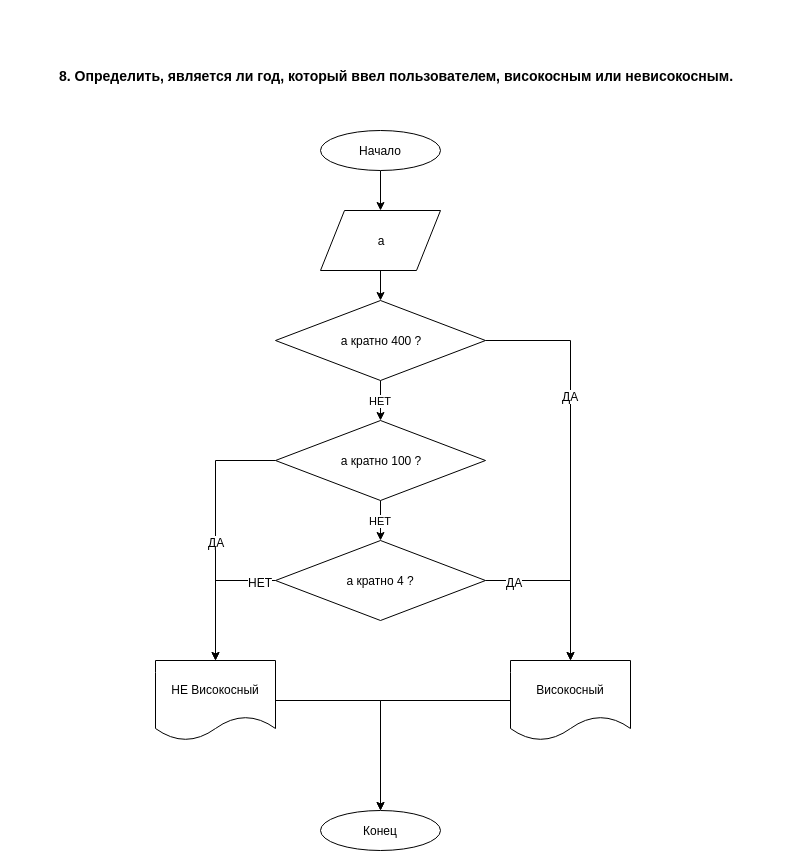 8. Определить, является ли год, который ввел пользователем, високосным или невисокосным.
Начало
а
а кратно 400 ?
ДА
НЕТ
а кратно 100 ?
НЕТ
ДА
а кратно 4 ?
НЕТ
ДА
НЕ Високосный
Високосный
Конец